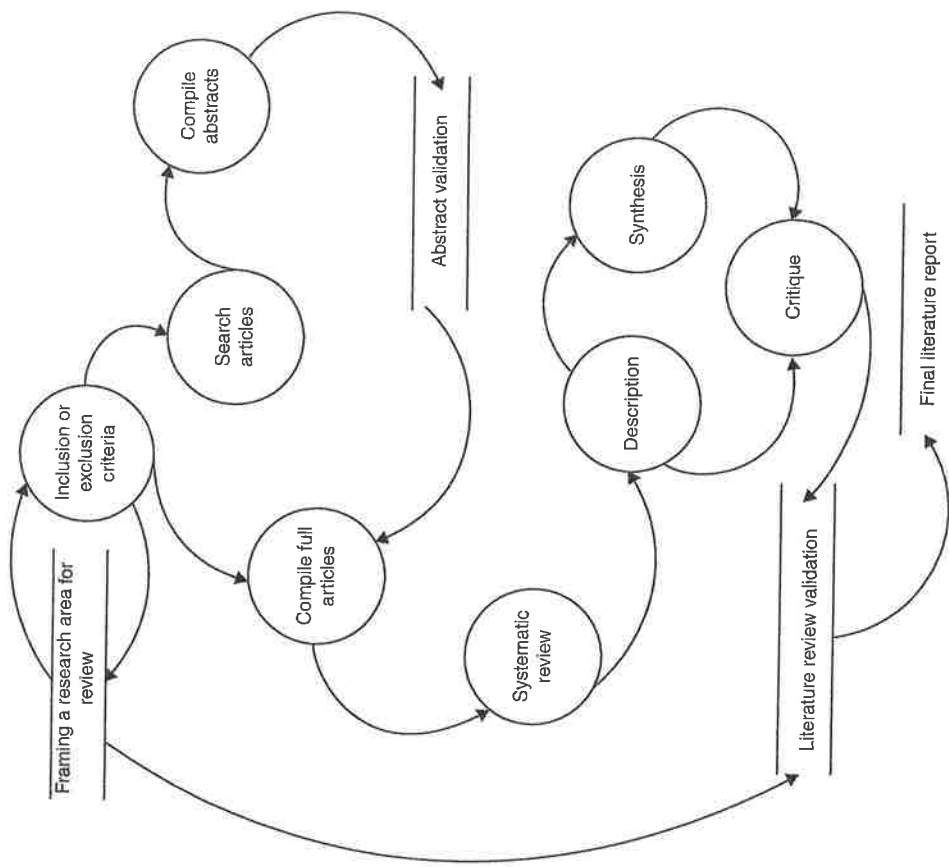 Framing a research area for
review
Inclusion or
exclusion
criteria
Search
articles
Compile
abstracts
Abstract validation
Compile full
articles
Systematic
review
Description
Synthesis
Critique
Literature review validation
Final literature report